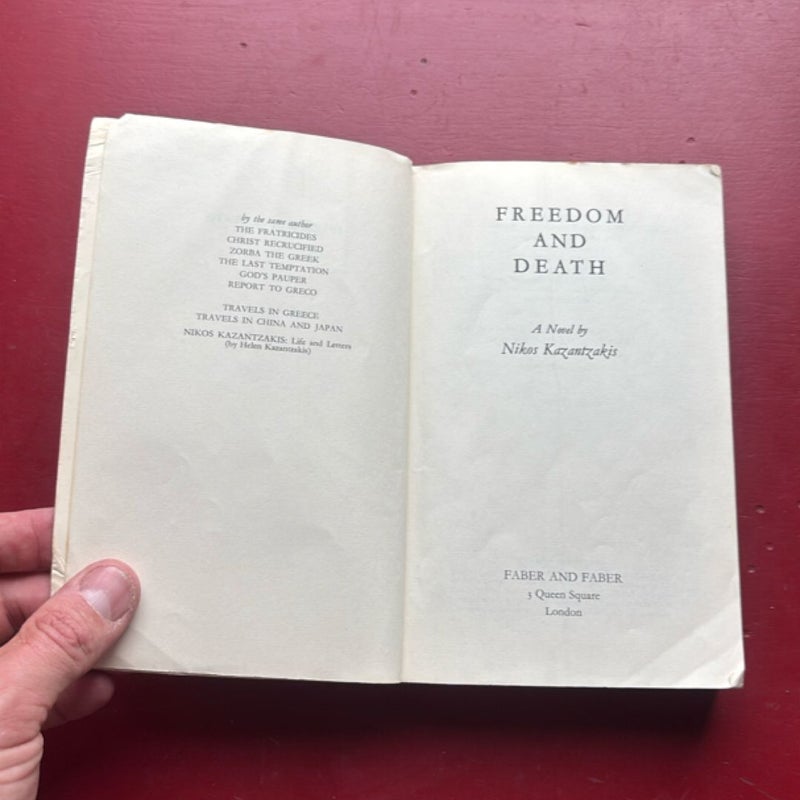 by the same author
THE FRATRICIDES
CHRIST RECRUCIFIED
ZORBA THE GREEK
THE LAST TEMPTATION
GOD'S PAUPER
REPORT TO GRECO
TRAVELS IN GREECE
TRAVELS IN CHINA AND JAPAN
NIKOS KAZANTZAKIS: Life and Letters
(by Helen Kazantzakis)
FREEDOM
AND
DEATH
A Novel by
Nikos Kazantzakis
FABER AND FABER
3 Queen Square
London